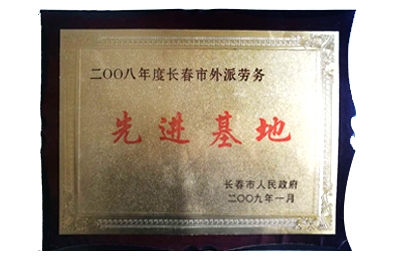 二〇〇八年度长春市外派劳务
先进基地
长春市人民政府
二〇〇九年一月